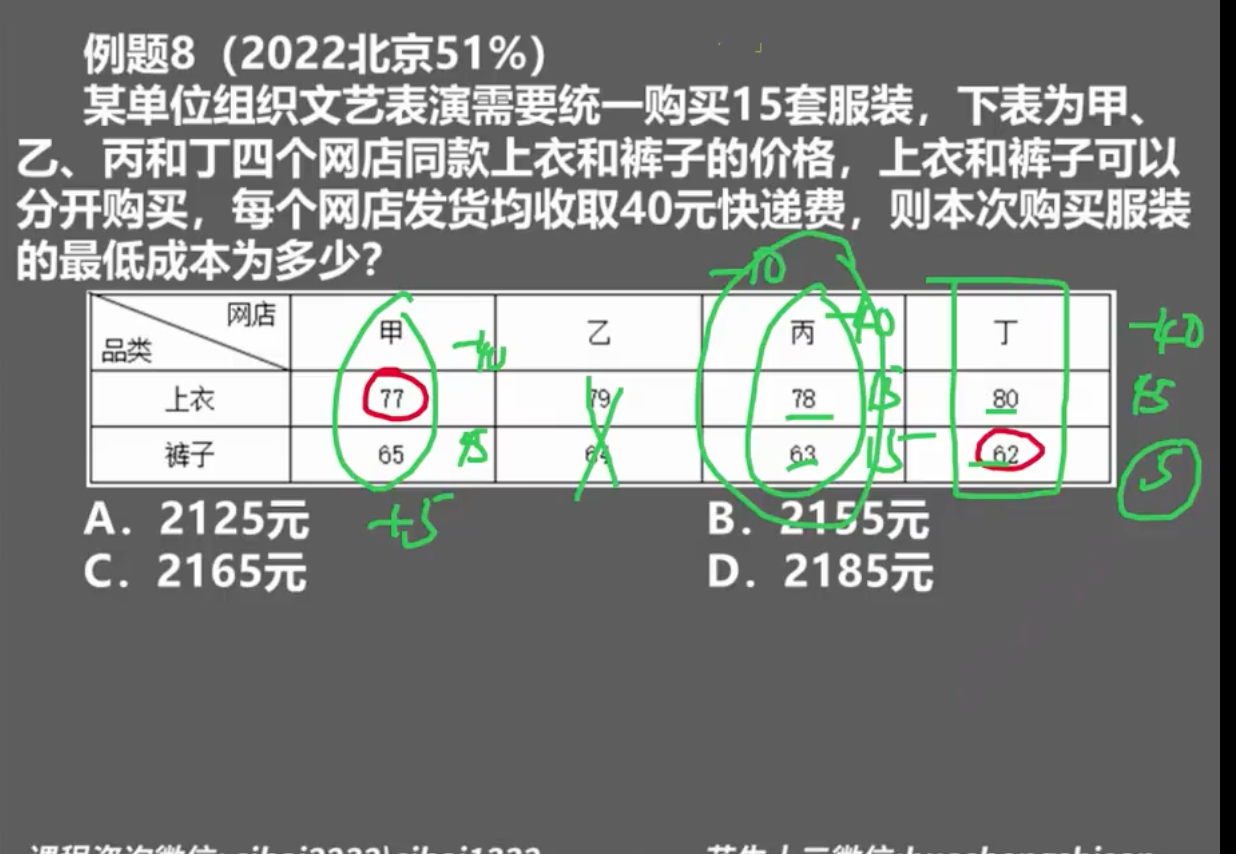 例题8（2022北京51%）
某单位组织文艺表演需要统一购买15套服装，下表为甲、
乙、丙和丁四个网店同款上衣和裤子的价格，上衣和裤子可以
分开购买，每个网店发货均收取40元快递费，则本次购买服装
的最低成本为多少？
-10
网店 品类 甲 乙 丙 丁
-40 -40 -40
上衣 77 79 78 80
15 15
裤子 65 64 63 62
15 15 5
+5
A．2125元 B．2155元
C．2165元 D．2185元